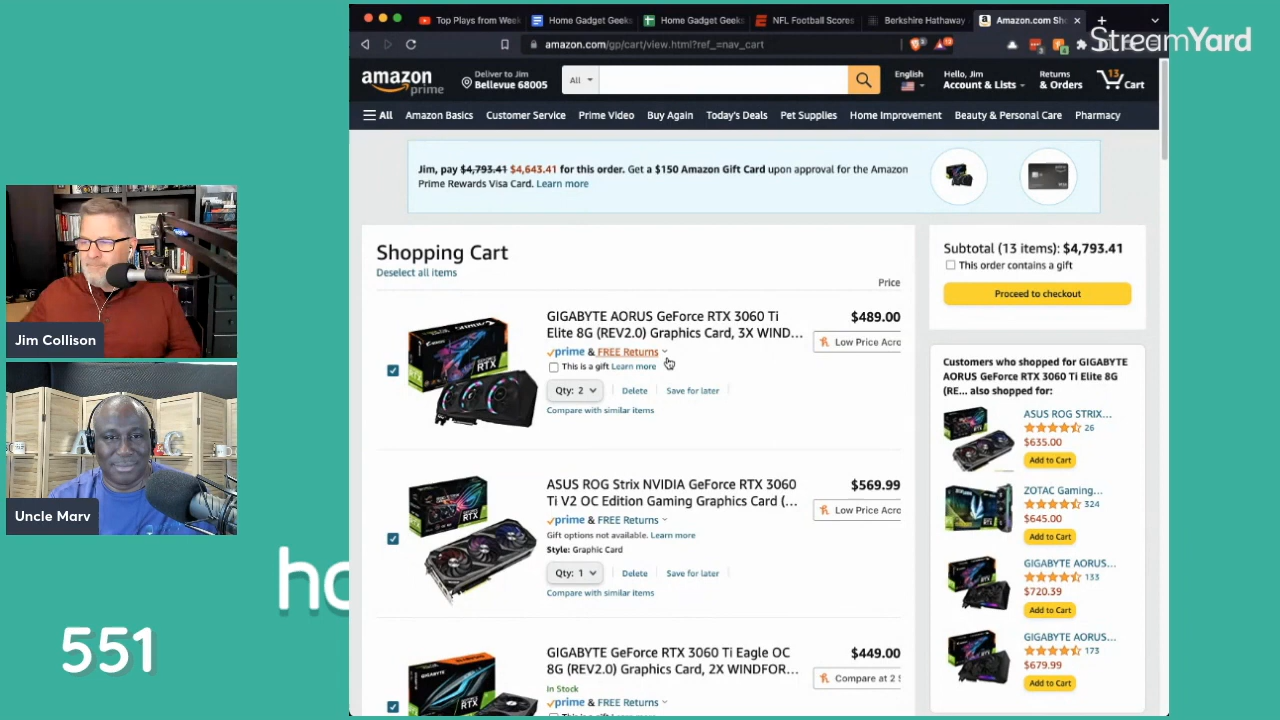 Top Plays from Week
Home Gadget Geeks
Home Gadget Geeks
NFL Football Scores
Berkshire Hathaway
Amazon.com Sh
StreamYard
amazon.com/gp/cart/view.html?ref_=nav_cart
amazon
prime
Deliver to Jim
Bellevue 68005
All
English
Hello, Jim
Account & Lists
Returns
& Orders
13
Cart
All
Amazon Basics
Customer Service
Prime Video
Buy Again
Today's Deals
Pet Supplies
Home Improvement
Beauty & Personal Care
Pharmacy
Jim, pay $4,793.41 $4,643.41 for this order. Get a $150 Amazon Gift Card upon approval for the Amazon
Prime Rewards Visa Card. Learn more
Shopping Cart
Deselect all items
Price
GIGABYTE AORUS GeForce RTX 3060 Ti
Elite 8G (REV2.0) Graphics Card, 3X WIND...
$489.00
Low Price Acro
prime & FREE Returns
This is a gift Learn more
Qty: 2
Delete
Save for later
Compare with similar items
ASUS ROG Strix NVIDIA GeForce RTX 3060
Ti V2 OC Edition Gaming Graphics Card (...
$569.99
Low Price Acro
prime & FREE Returns
Gift options not available. Learn more
Style: Graphic Card
Qty: 1
Delete
Save for later
Compare with similar items
GIGABYTE GeForce RTX 3060 Ti Eagle OC
8G (REV2.0) Graphics Card, 2X WINDFOR...
$449.00
Compare at 2
In Stock
prime & FREE Returns
Subtotal (13 items): $4,793.41
This order contains a gift
Proceed to checkout
Customers who shopped for GIGABYTE
AORUS GeForce RTX 3060 Ti Elite 8G
(RE... also shopped for:
ASUS ROG STRIX...
26
$635.00
Add to Cart
ZOTAC Gaming...
324
$645.00
Add to Cart
GIGABYTE AORUS...
133
$720.39
Add to Cart
GIGABYTE AORUS...
173
$679.99
Add to Cart
Jim Collison
Uncle Marv
ho
551